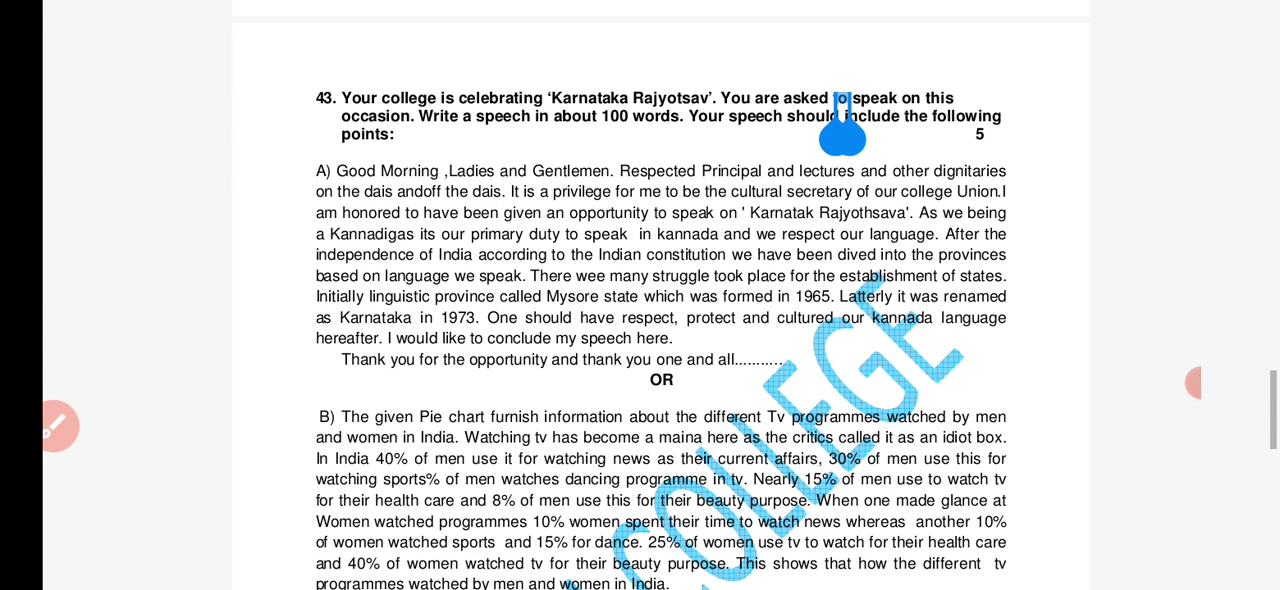 43. Your college is celebrating ‘Karnataka Rajyotsav’. You are asked to speak on this
occasion. Write a speech in about 100 words. Your speech should include the following
points: 5
A) Good Morning ,Ladies and Gentlemen. Respected Principal and lectures and other dignitaries
on the dais andoff the dais. It is a privilege for me to be the cultural secretary of our college Union.I
am honored to have been given an opportunity to speak on ' Karnatak Rajyothsava'. As we being
a Kannadigas its our primary duty to speak in kannada and we respect our language. After the
independence of India according to the Indian constitution we have been dived into the provinces
based on language we speak. There wee many struggle took place for the establishment of states.
Initially linguistic province called Mysore state which was formed in 1965. Latterly it was renamed
as Karnataka in 1973. One should have respect, protect and cultured our kannada language
hereafter. I would like to conclude my speech here.
Thank you for the opportunity and thank you one and all...........
OR
B) The given Pie chart furnish information about the different Tv programmes watched by men
and women in India. Watching tv has become a maina here as the critics called it as an idiot box.
In India 40% of men use it for watching news as their current affairs, 30% of men use this for
watching sports% of men watches dancing programme in tv. Nearly 15% of men use to watch tv
for their health care and 8% of men use this for their beauty purpose. When one made glance at
Women watched programmes 10% women spent their time to watch news whereas another 10%
of women watched sports and 15% for dance. 25% of women use tv to watch for their health care
and 40% of women watched tv for their beauty purpose. This shows that how the different tv
programmes watched by men and women in India.
COLLEGE